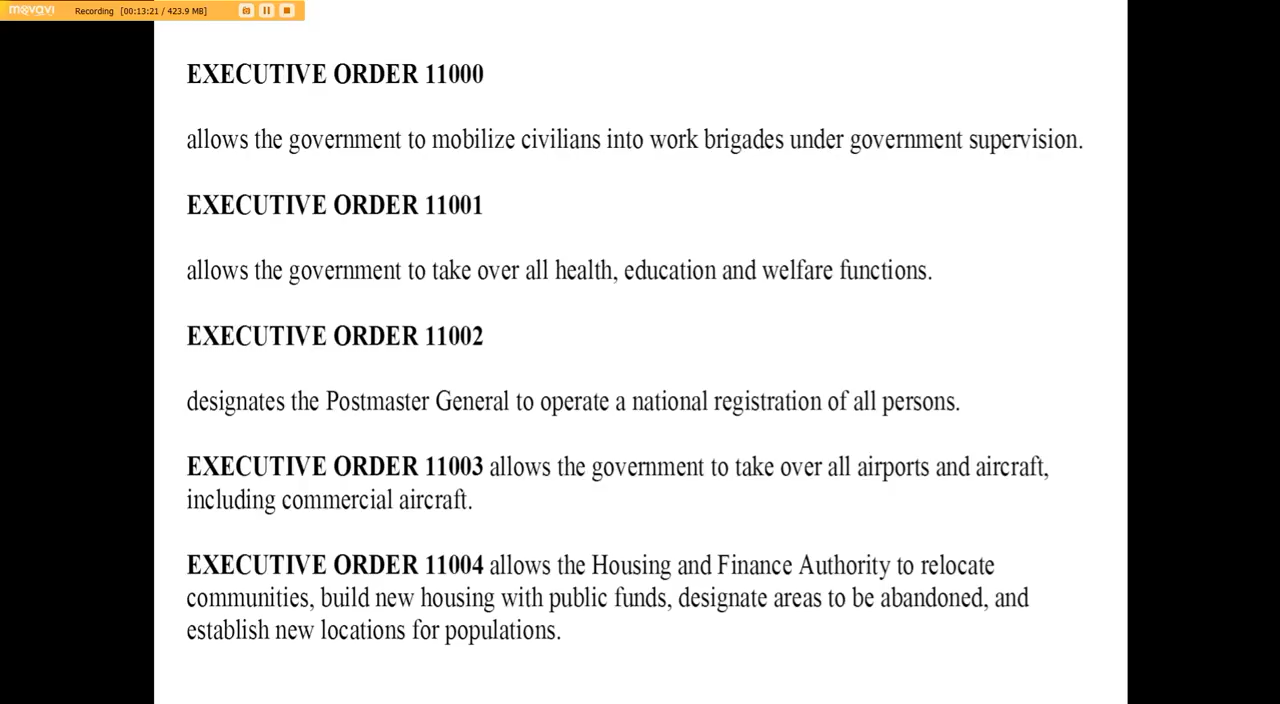 movavi Recording [00:13:21 / 423.9 MB]
EXECUTIVE ORDER 11000
allows the government to mobilize civilians into work brigades under government supervision.
EXECUTIVE ORDER 11001
allows the government to take over all health, education and welfare functions.
EXECUTIVE ORDER 11002
designates the Postmaster General to operate a national registration of all persons.
EXECUTIVE ORDER 11003 allows the government to take over all airports and aircraft,
including commercial aircraft.
EXECUTIVE ORDER 11004 allows the Housing and Finance Authority to relocate
communities, build new housing with public funds, designate areas to be abandoned, and
establish new locations for populations.